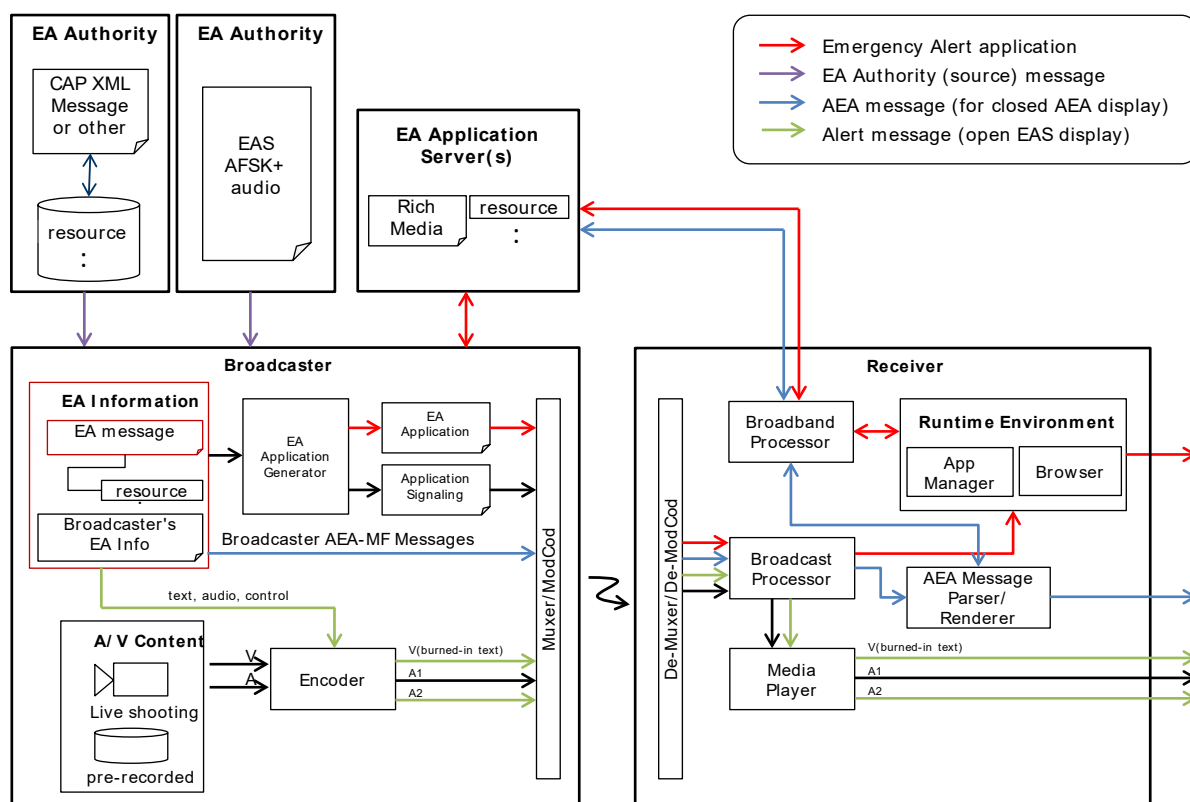 EA Authority
CAP XML
Message
or other
resource
:
EA Authority
EAS
AFSK+
audio
EA Application
Server(s)
Rich
Media
resource
:
Emergency Alert application
EA Authority (source) message
AEA message (for closed AEA display)
Alert message (open EAS display)
Broadcaster
EA Information
EA message
resource
:
Broadcaster's
EA Info
EA
Application
Generator
EA
Application
Application
Signaling
Broadcaster AEA-MF Messages
text, audio, control
A/V Content
Live shooting
pre-recorded
V
A
Encoder
V(burned-in text)
A1
A2
Muxer/ModCod
Receiver
De-Muxer/De-ModCod
Broadband
Processor
Runtime Environment
App
Manager
Browser
Broadcast
Processor
AEA Message
Parser/
Renderer
Media
Player
V(burned-in text)
A1
A2